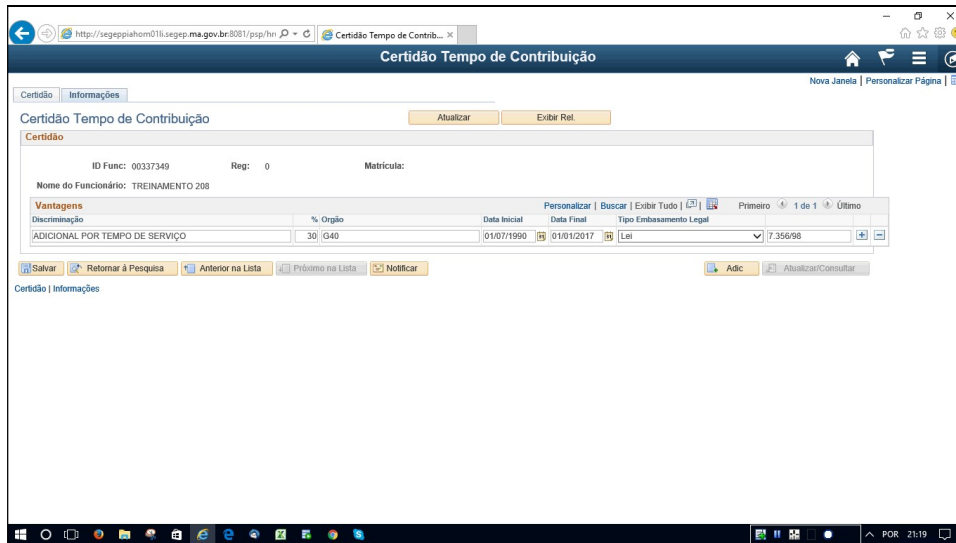 http://segeppiahom01li.segep.ma.gov.br:8081/psp/hri
Certidão Tempo de Contrib...
Certidão Tempo de Contribuição
Nova Janela | Personalizar Página |
Certidão Informações
Certidão Tempo de Contribuição Atualizar Exibir Rel.
Certidão
ID Func: 00337349 Reg: 0 Matrícula:
Nome do Funcionário: TREINAMENTO 208
Vantagens Personalizar | Buscar | Exibir Tudo | | Primeiro 1 de 1 Último
Discriminação % Orgão Data Inicial Data Final Tipo Embasamento Legal
ADICIONAL POR TEMPO DE SERVIÇO 30 G40 01/07/1990 01/01/2017 Lei 7.356/98
Salvar Retornar à Pesquisa Anterior na Lista Próximo na Lista Notificar Adic Atualizar/Consultar
Certidão | Informações
POR 21:19